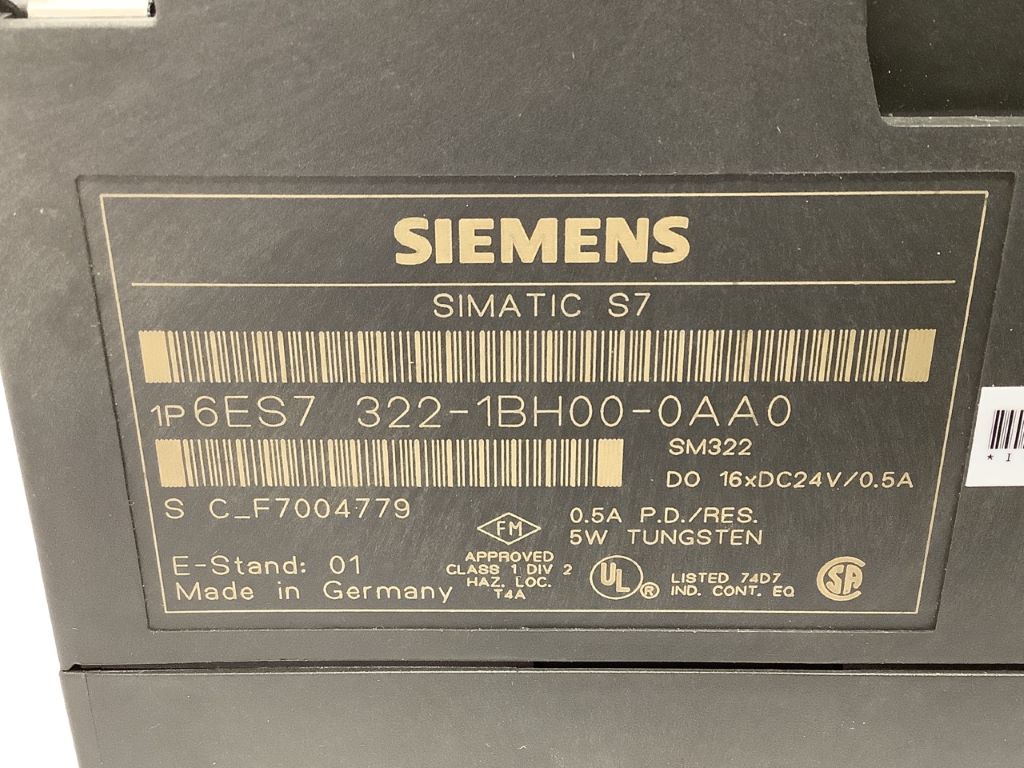 SIEMENS
SIMATIC S7
1P 6ES7 322-1BH00-0AA0
SM322
DO 16xDC24V/0.5A
S C_F7004779
0.5A P.D./RES.
5W TUNGSTEN
FM
APPROVED
CLASS 1 DIV 2
HAZ. LOC.
T4A
E-Stand: 01
Made in Germany
UL ®
LISTED 74D7
IND. CONT. EQ
SA
* I